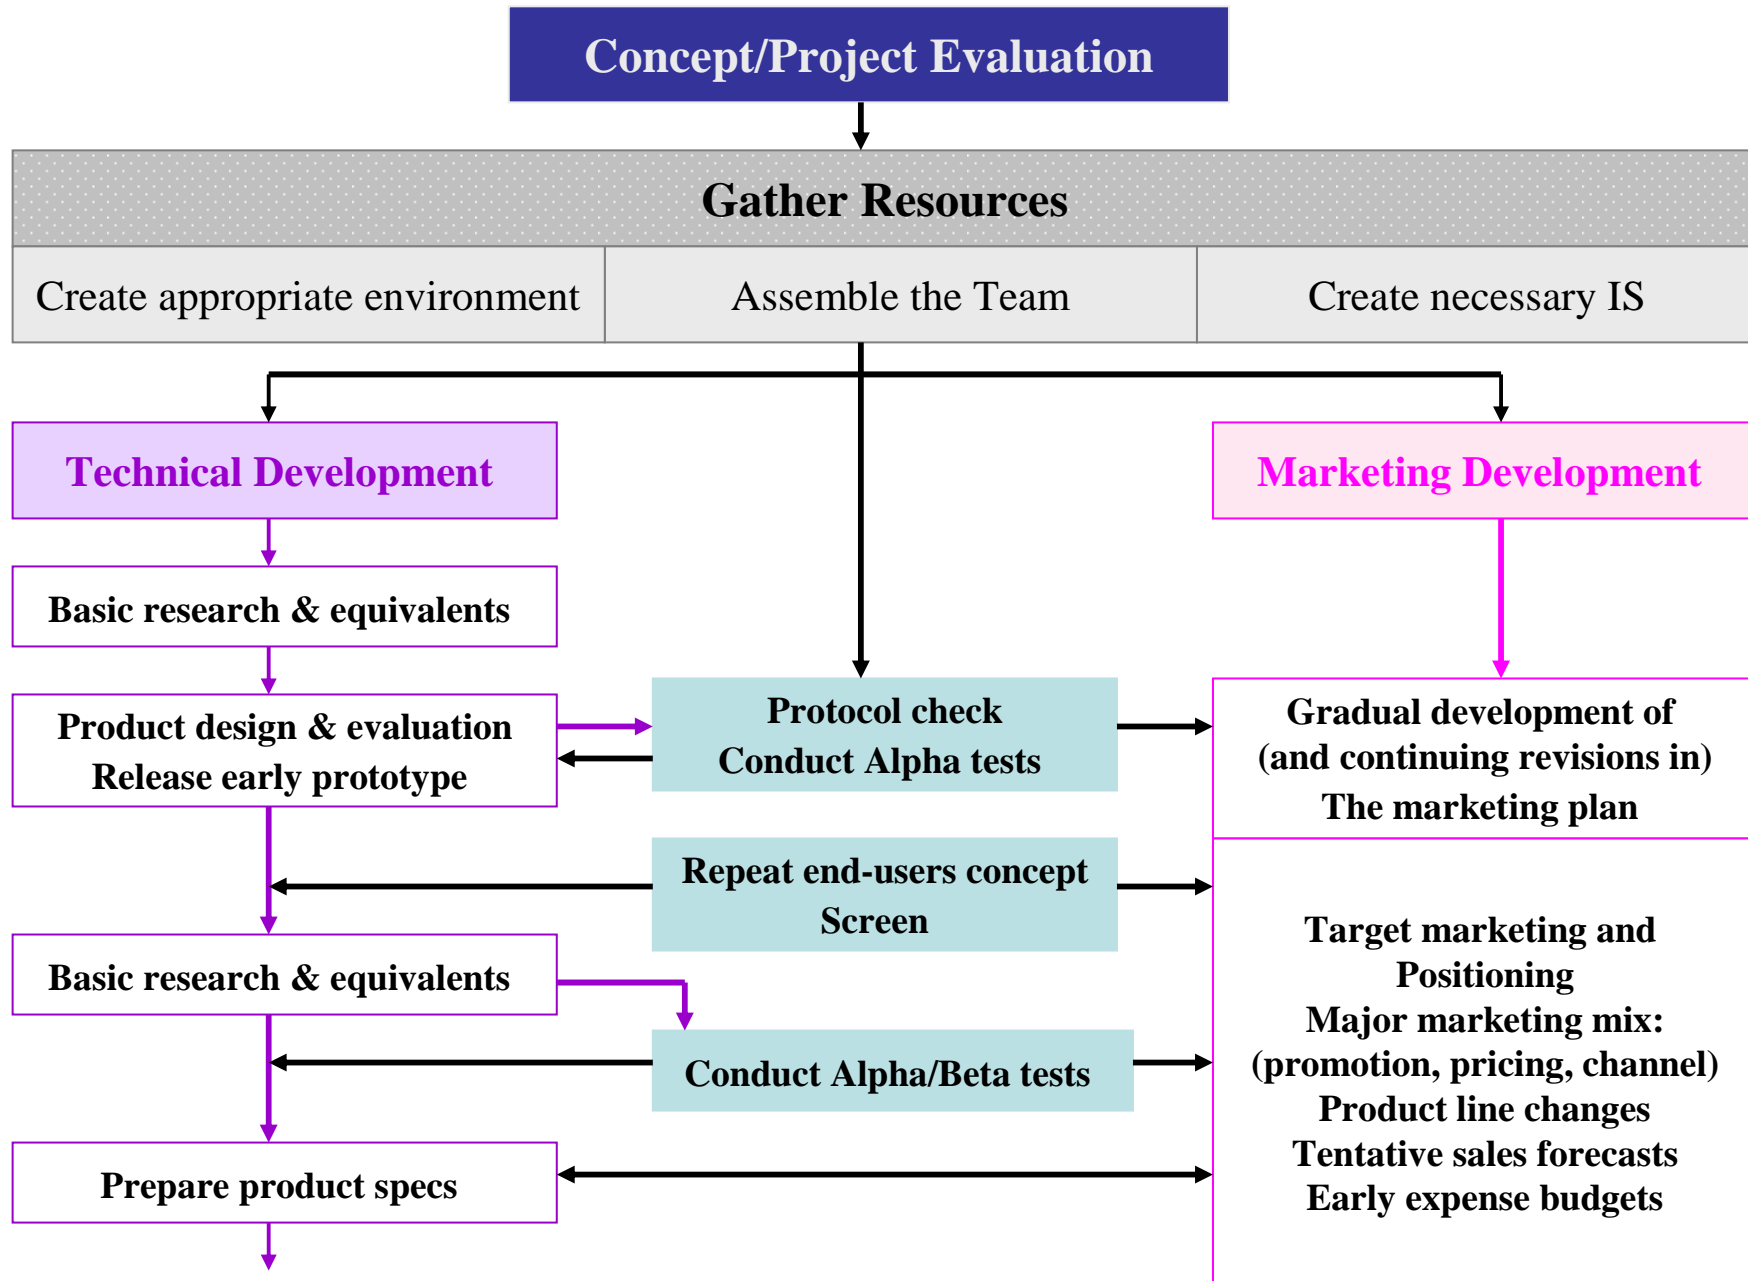 Concept/Project Evaluation
Gather Resources
Create appropriate environment
Assemble the Team
Create necessary IS
Technical Development
Marketing Development
Basic research & equivalents
Product design & evaluation
Release early prototype
Protocol check
Conduct Alpha tests
Gradual development of
(and continuing revisions in)
The marketing plan
Repeat end-users concept
Screen
Basic research & equivalents
Conduct Alpha/Beta tests
Prepare product specs
Target marketing and
Positioning
Major marketing mix:
(promotion, pricing, channel)
Product line changes
Tentative sales forecasts
Early expense budgets